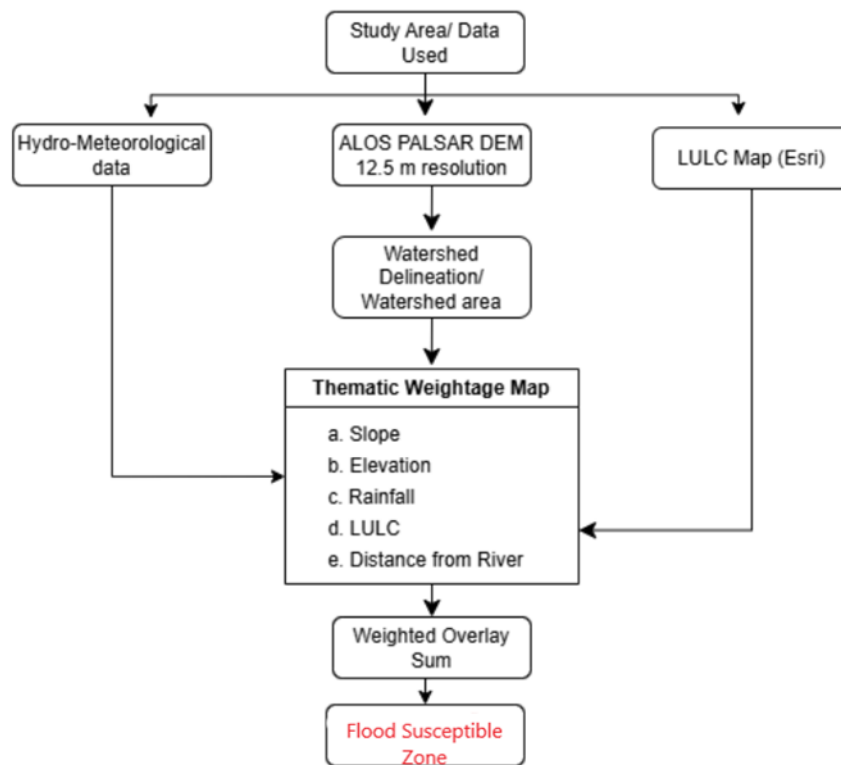 Study Area/ Data
Used
Hydro-Meteorological
data
ALOS PALSAR DEM
12.5 m resolution
LULC Map (Esri)
Watershed
Delineation/
Watershed area
Thematic Weightage Map
a. Slope
b. Elevation
c. Rainfall
d. LULC
e. Distance from River
Weighted Overlay
Sum
Flood Susceptible
Zone